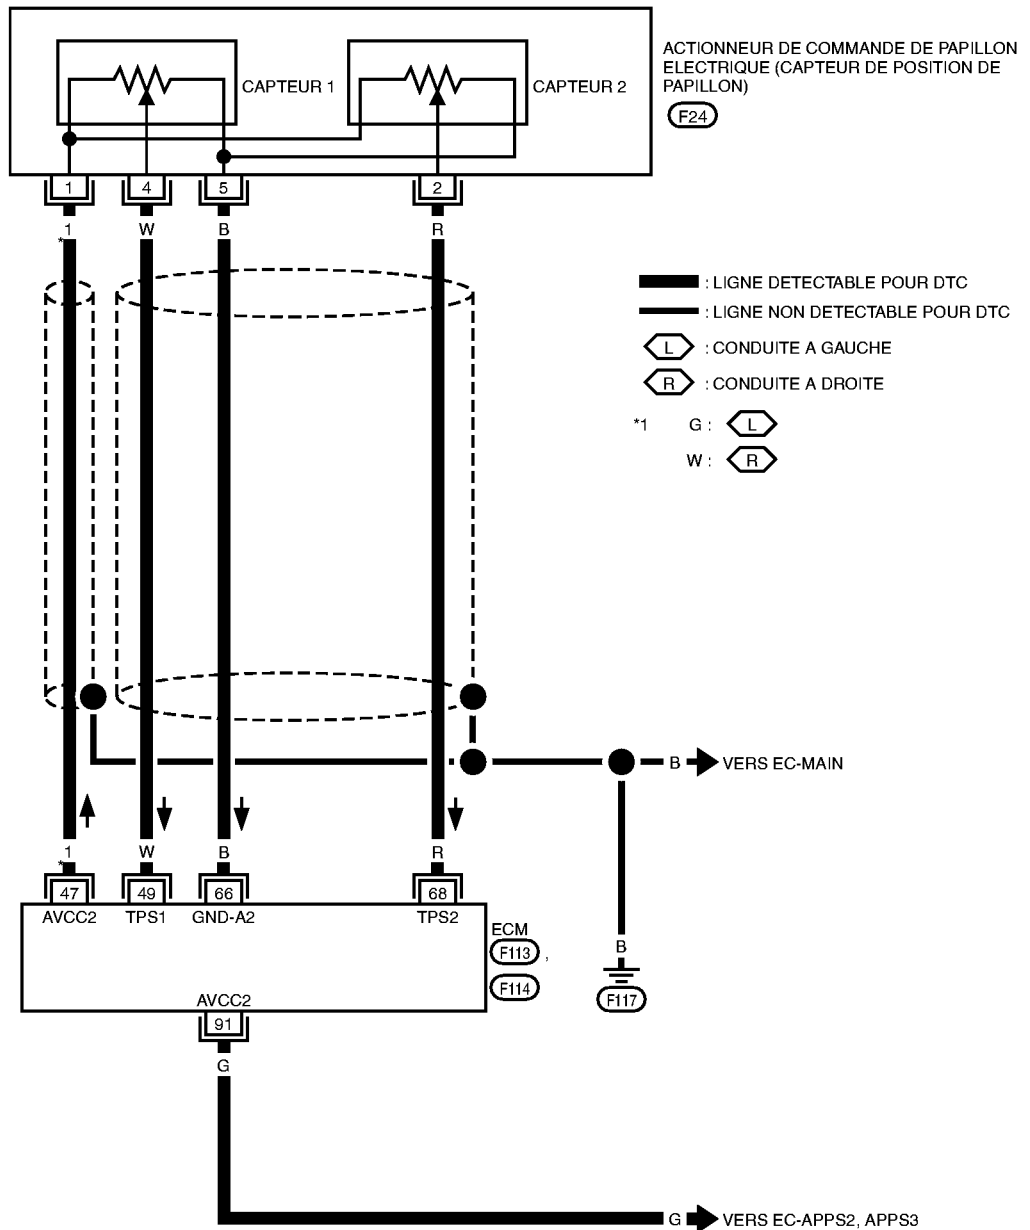 ACTIONNEUR DE COMMANDE DE PAPILLON
ELECTRIQUE (CAPTEUR DE POSITION DE
PAPILLON)
F24
CAPTEUR 1
CAPTEUR 2
1 4 5 2
*1 W B R
: LIGNE DETECTABLE POUR DTC
: LIGNE NON DETECTABLE POUR DTC
L : CONDUITE A GAUCHE
R : CONDUITE A DROITE
*1 G : L
W : R
B VERS EC-MAIN
*1 W B R
47 49 66 68
AVCC2 TPS1 GND-A2 TPS2
ECM
F113 ,
F114
B
F117
AVCC2
91
G
G VERS EC-APPS2, APPS3